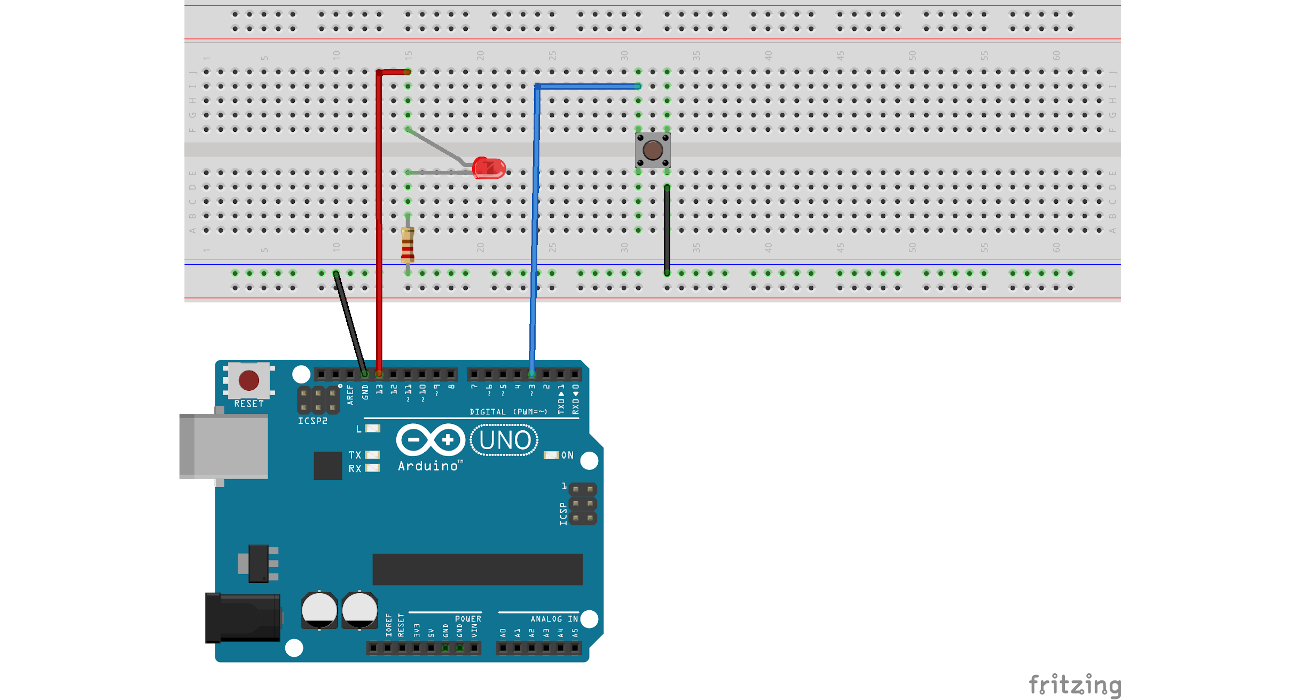 1 5 10 15 20 25 30 35 40 45 50 55 60
J J
I I
H H
G G
F F
E E
D D
C C
B B
A A
1 5 10 15 20 25 30 35 40 45 50 55 60
RESET
ICSP2
AREF
GND
13
12
~11
~10
~9
8
7
~6
~5
4
~3
2
TXD▶1
RXD◀0
DIGITAL (PWM=~)
L
TX
RX
Arduino™
UNO
ON
1
ICSP
IOREF
RESET
3V3
5V
GND
GND
VIN
POWER
ANALOG IN
A0
A1
A2
A3
A4
A5
fritzing